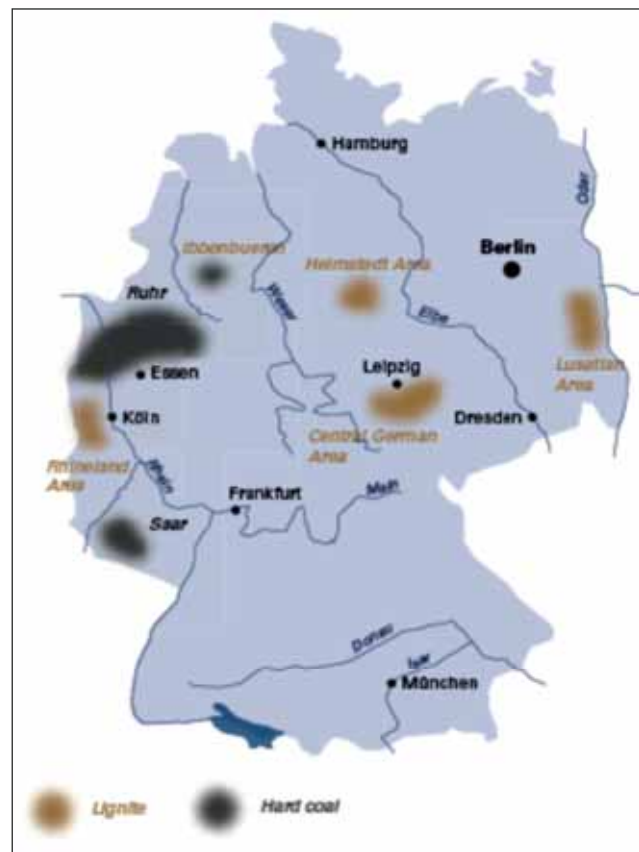 Hamburg
Oder
Ibbenbueren
Helmstedt Area
Berlin
Ruhr
Weser
Elbe
Essen
Leipzig
Lusatian
Area
Köln
Dresden
Central German
Area
Rhineland
Area
Rhein
Frankfurt
Main
Saar
Donau
Isar
München
Lignite
Hard coal